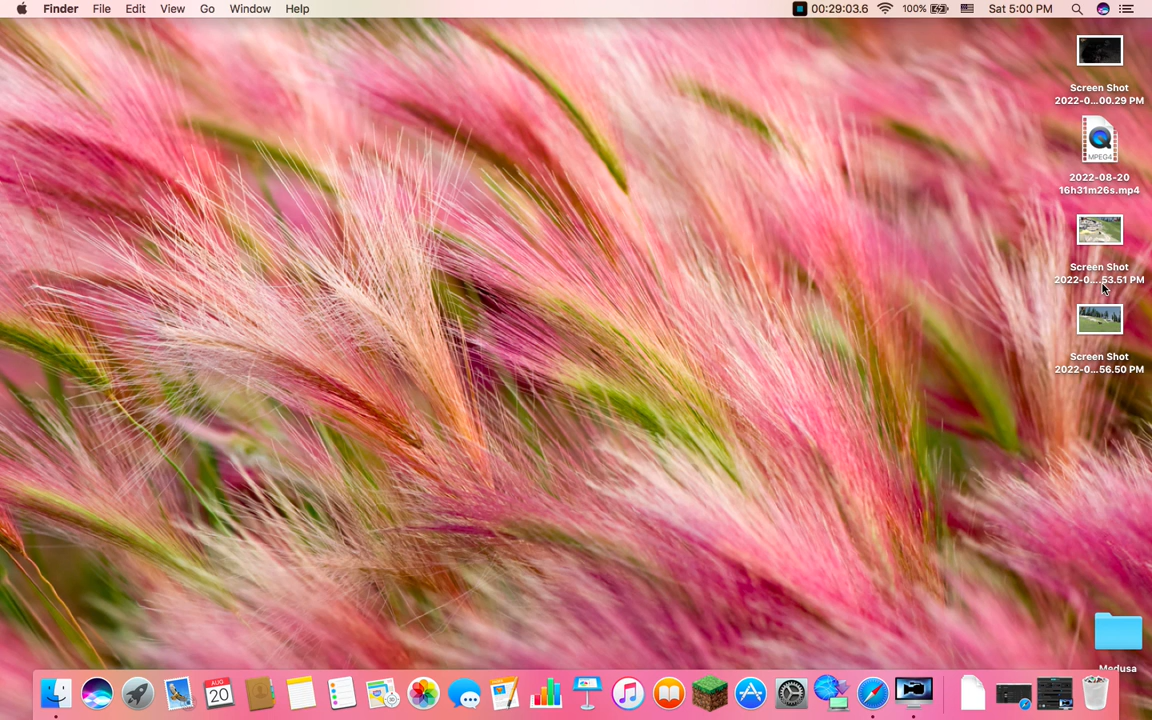 Finder File Edit View Go Window Help 00:29:03.6 100% Sat 5:00 PM
Screen Shot
2022-0...00.29 PM
MPEG4
2022-08-20
16h31m26s.mp4
Screen Shot
2022-0....53.51 PM
Screen Shot
2022-0...56.50 PM
Medusa
AUG
20